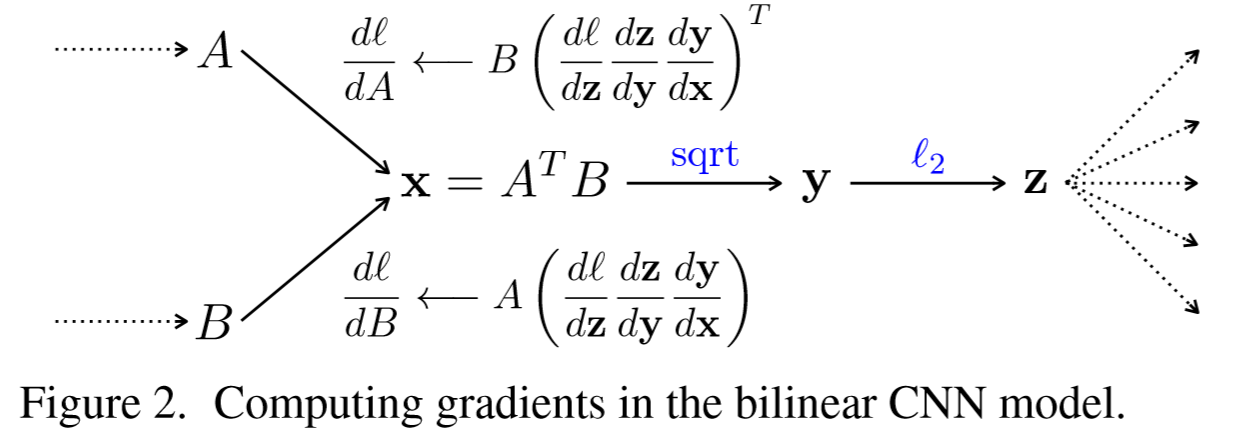 A dℓ/dA ← B (dℓ/d𝐳 d𝐳/d𝐲 d𝐲/d𝐱)^T
𝐱 = A^T B sqrt 𝐲 ℓ₂ 𝐳
B dℓ/dB ← A (dℓ/d𝐳 d𝐳/d𝐲 d𝐲/d𝐱)
Figure 2. Computing gradients in the bilinear CNN model.